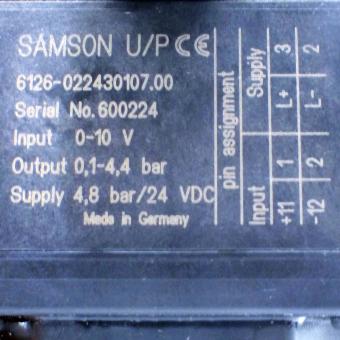 SAMSON U/P CE
6126-022430107.00
Serial No.600224
Input 0-10 V
Output 0,1-4,4 bar
Supply 4,8 bar/24 VDC
Made in Germany
pin assignment
Input Supply
+11 1 L+ 3
-12 2 L- 2